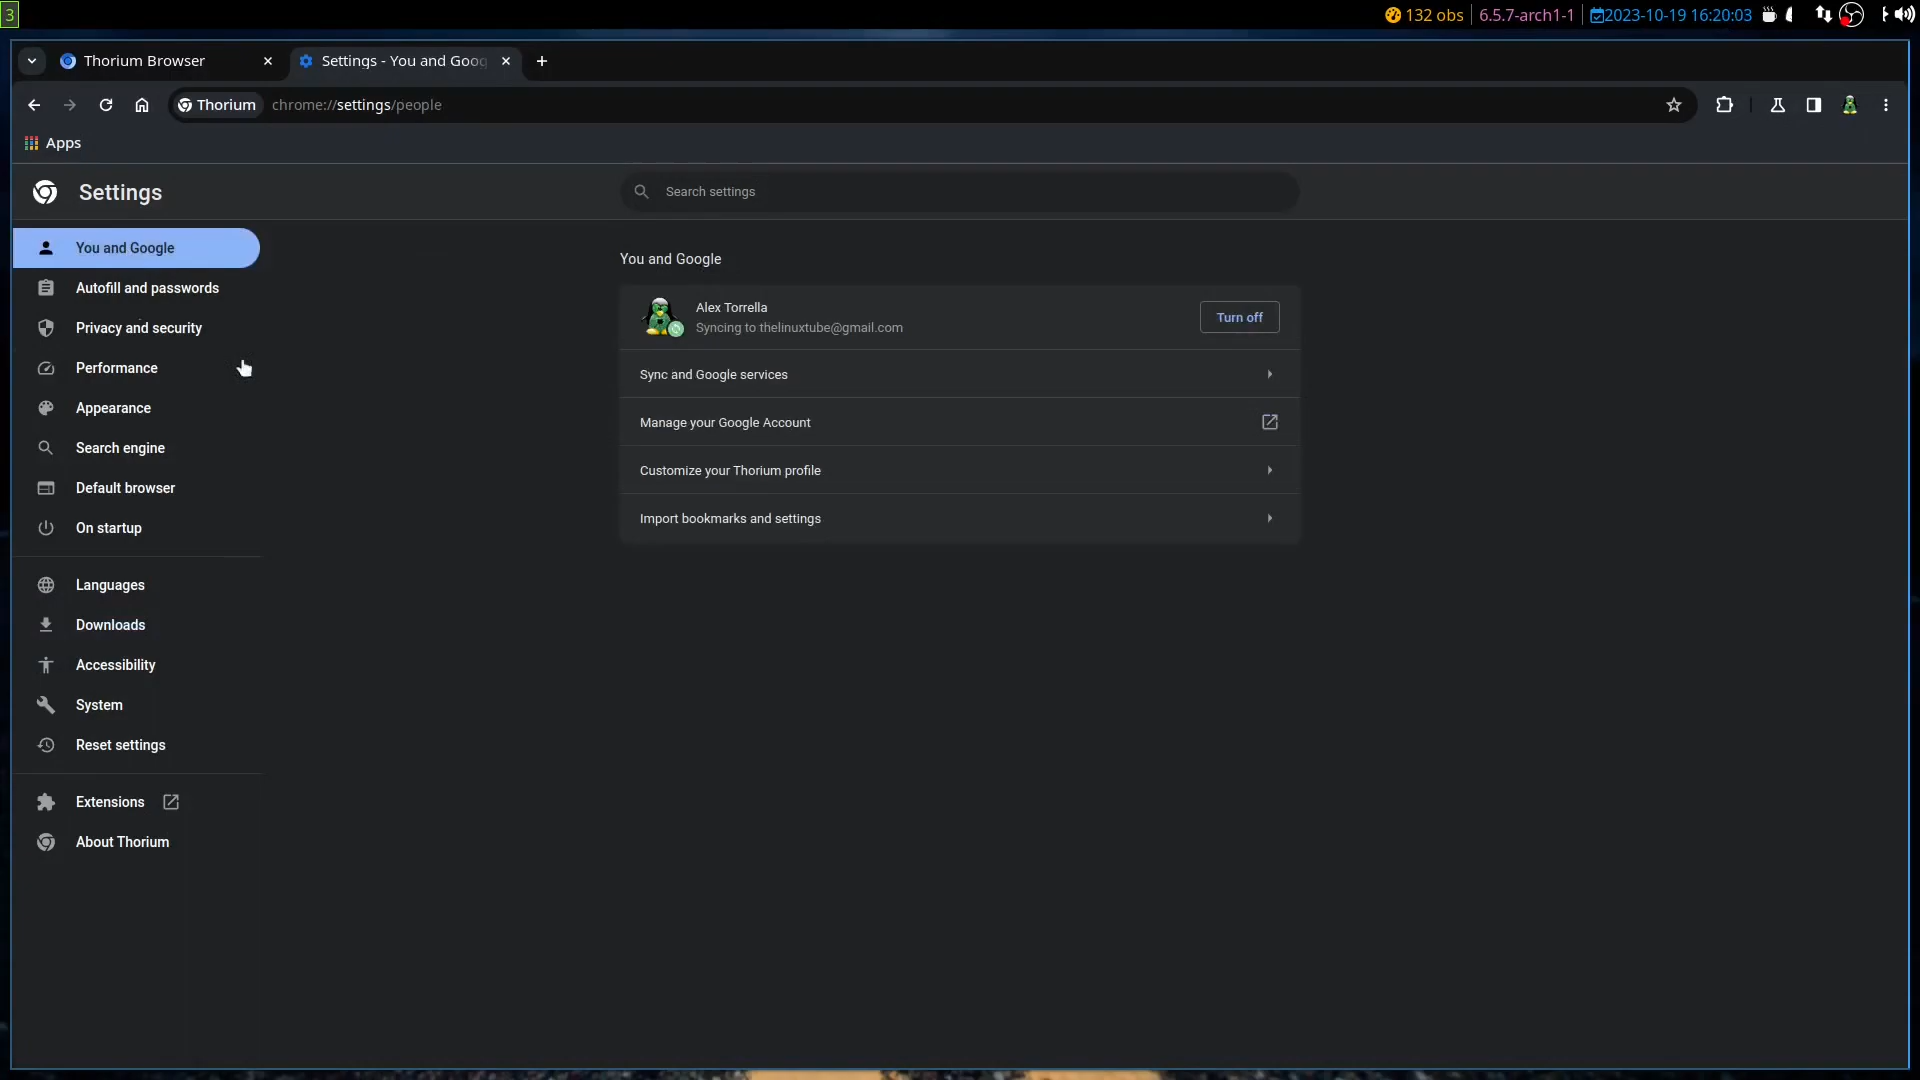 3
132 obs
6.5.7-arch1-1
2023-10-19 16:20:03
Thorium Browser
Settings - You and Goog
Thorium
chrome://settings/people
Apps
Settings
Search settings
You and Google
Autofill and passwords
Privacy and security
Performance
Appearance
Search engine
Default browser
On startup
Languages
Downloads
Accessibility
System
Reset settings
Extensions
About Thorium
You and Google
Alex Torrella
Syncing to thelinuxtube@gmail.com
Turn off
Sync and Google services
Manage your Google Account
Customize your Thorium profile
Import bookmarks and settings